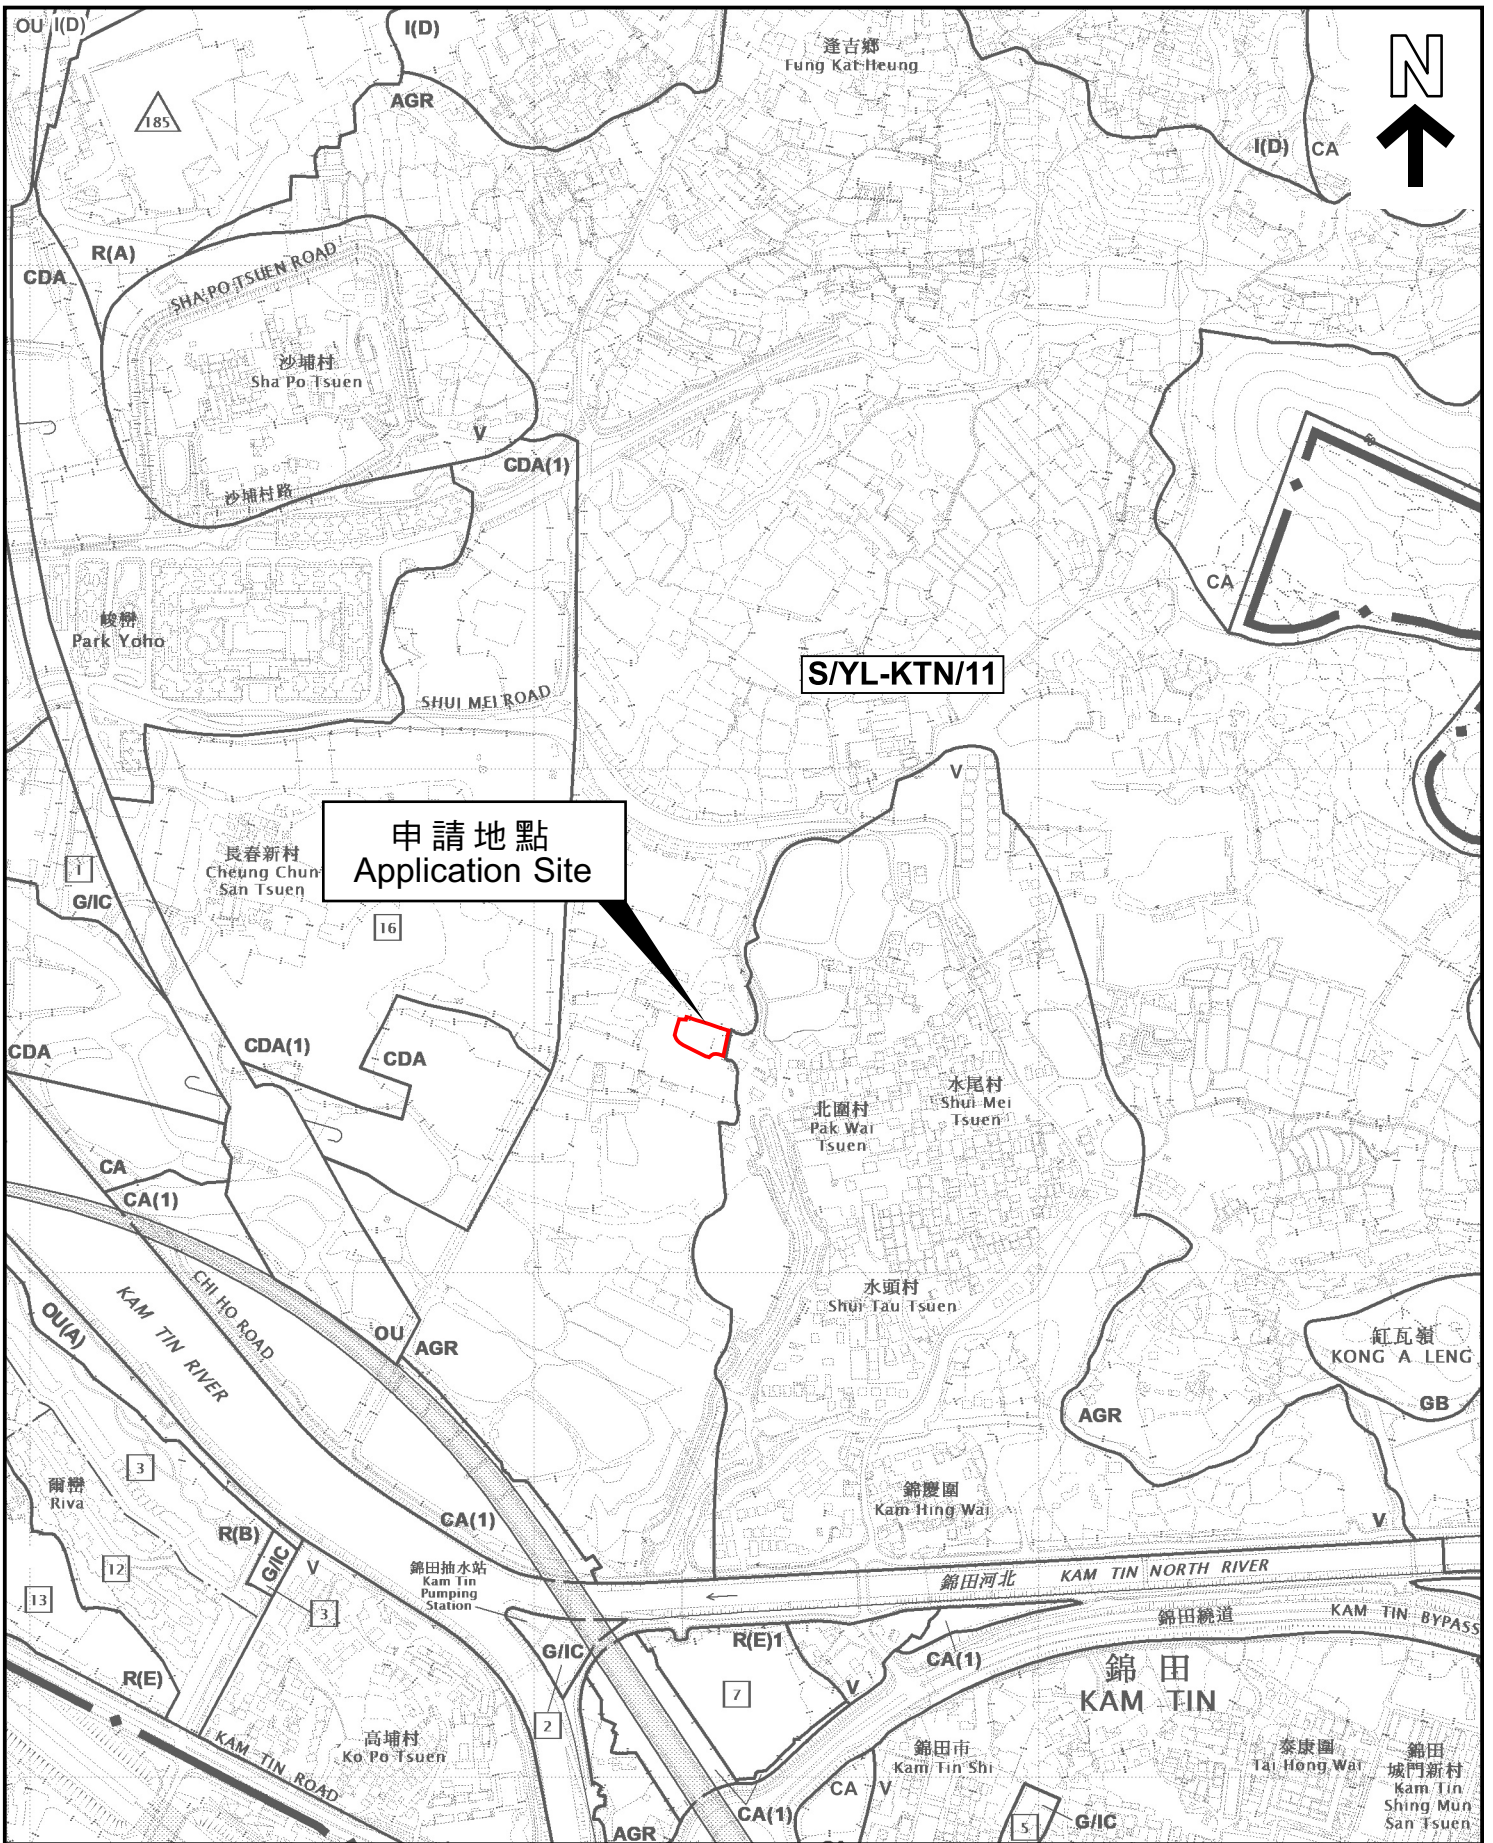 OU
I(D)
I(D)
逢吉鄉
Fung Kat Heung
N
AGR
185
I(D)
CA
R(A)
CDA
SHA PO TSUEN ROAD
沙埔村
Sha Po Tsuen
V
CDA(1)
沙埔村路
CA
峻巒
Park Yoho
S/YL-KTN/11
SHUI MEI ROAD
V
申請地點
Application Site
長春新村
Cheung Chun
San Tsuen
1
G/IC
16
CDA
CDA(1)
CDA
水尾村
Shui Mei
Tsuen
北圍村
Pak Wai
Tsuen
CA
CA(1)
水頭村
Shui Tau Tsuen
CHI HO ROAD
KAM TIN RIVER
OU(A)
OU
AGR
缸瓦嶺
KONG A LENG
GB
AGR
3
爾巒
Riva
錦慶圍
Kam Hing Wai
CA(1)
R(B)
G/IC
V
V
12
13
3
錦田抽水站
Kam Tin
Pumping
Station
錦田河北
KAM TIN NORTH RIVER
錦田繞道
KAM TIN BYPASS
R(E)1
G/IC
CA(1)
R(E)
錦田
KAM TIN
7
V
2
高埔村
Ko Po Tsuen
KAM TIN ROAD
錦田市
Kam Tin Shi
泰康圍
Tai Hong Wai
錦田
城門新村
Kam Tin
Shing Mun
San Tsuen
CA
V
CA(1)
AGR
5
G/IC